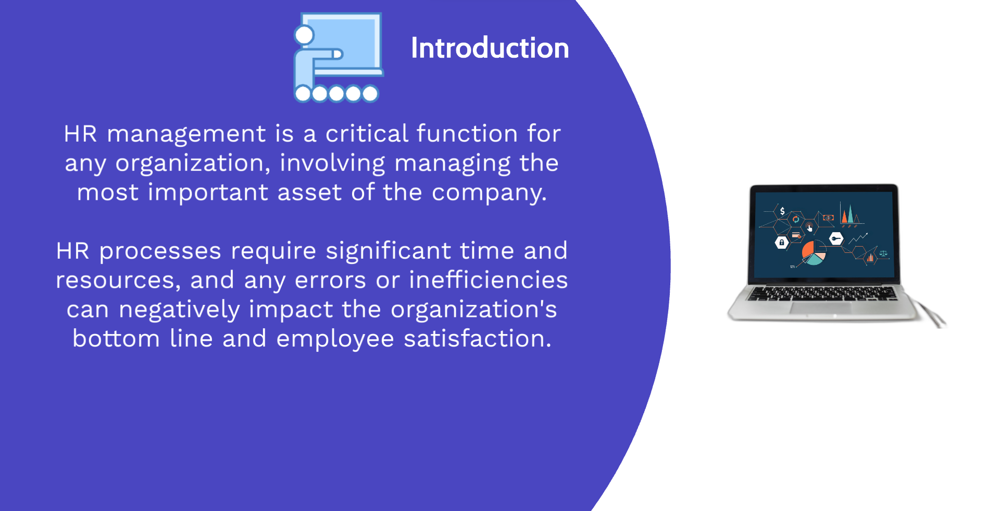 Introduction
HR management is a critical function for
any organization, involving managing the
most important asset of the company.
HR processes require significant time and
resources, and any errors or inefficiencies
can negatively impact the organization's
bottom line and employee satisfaction.
$
12%